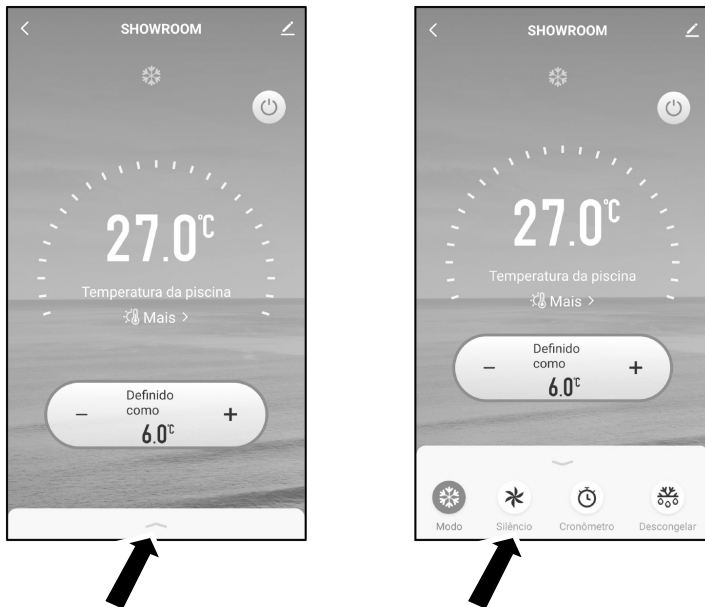 SHOWROOM
27.0°C
Temperatura da piscina
Mais >
Definido
como
− 6.0°C +
SHOWROOM
27.0°C
Temperatura da piscina
Mais >
Definido
como
− 6.0°C +
Modo Silêncio Cronômetro Descongelar